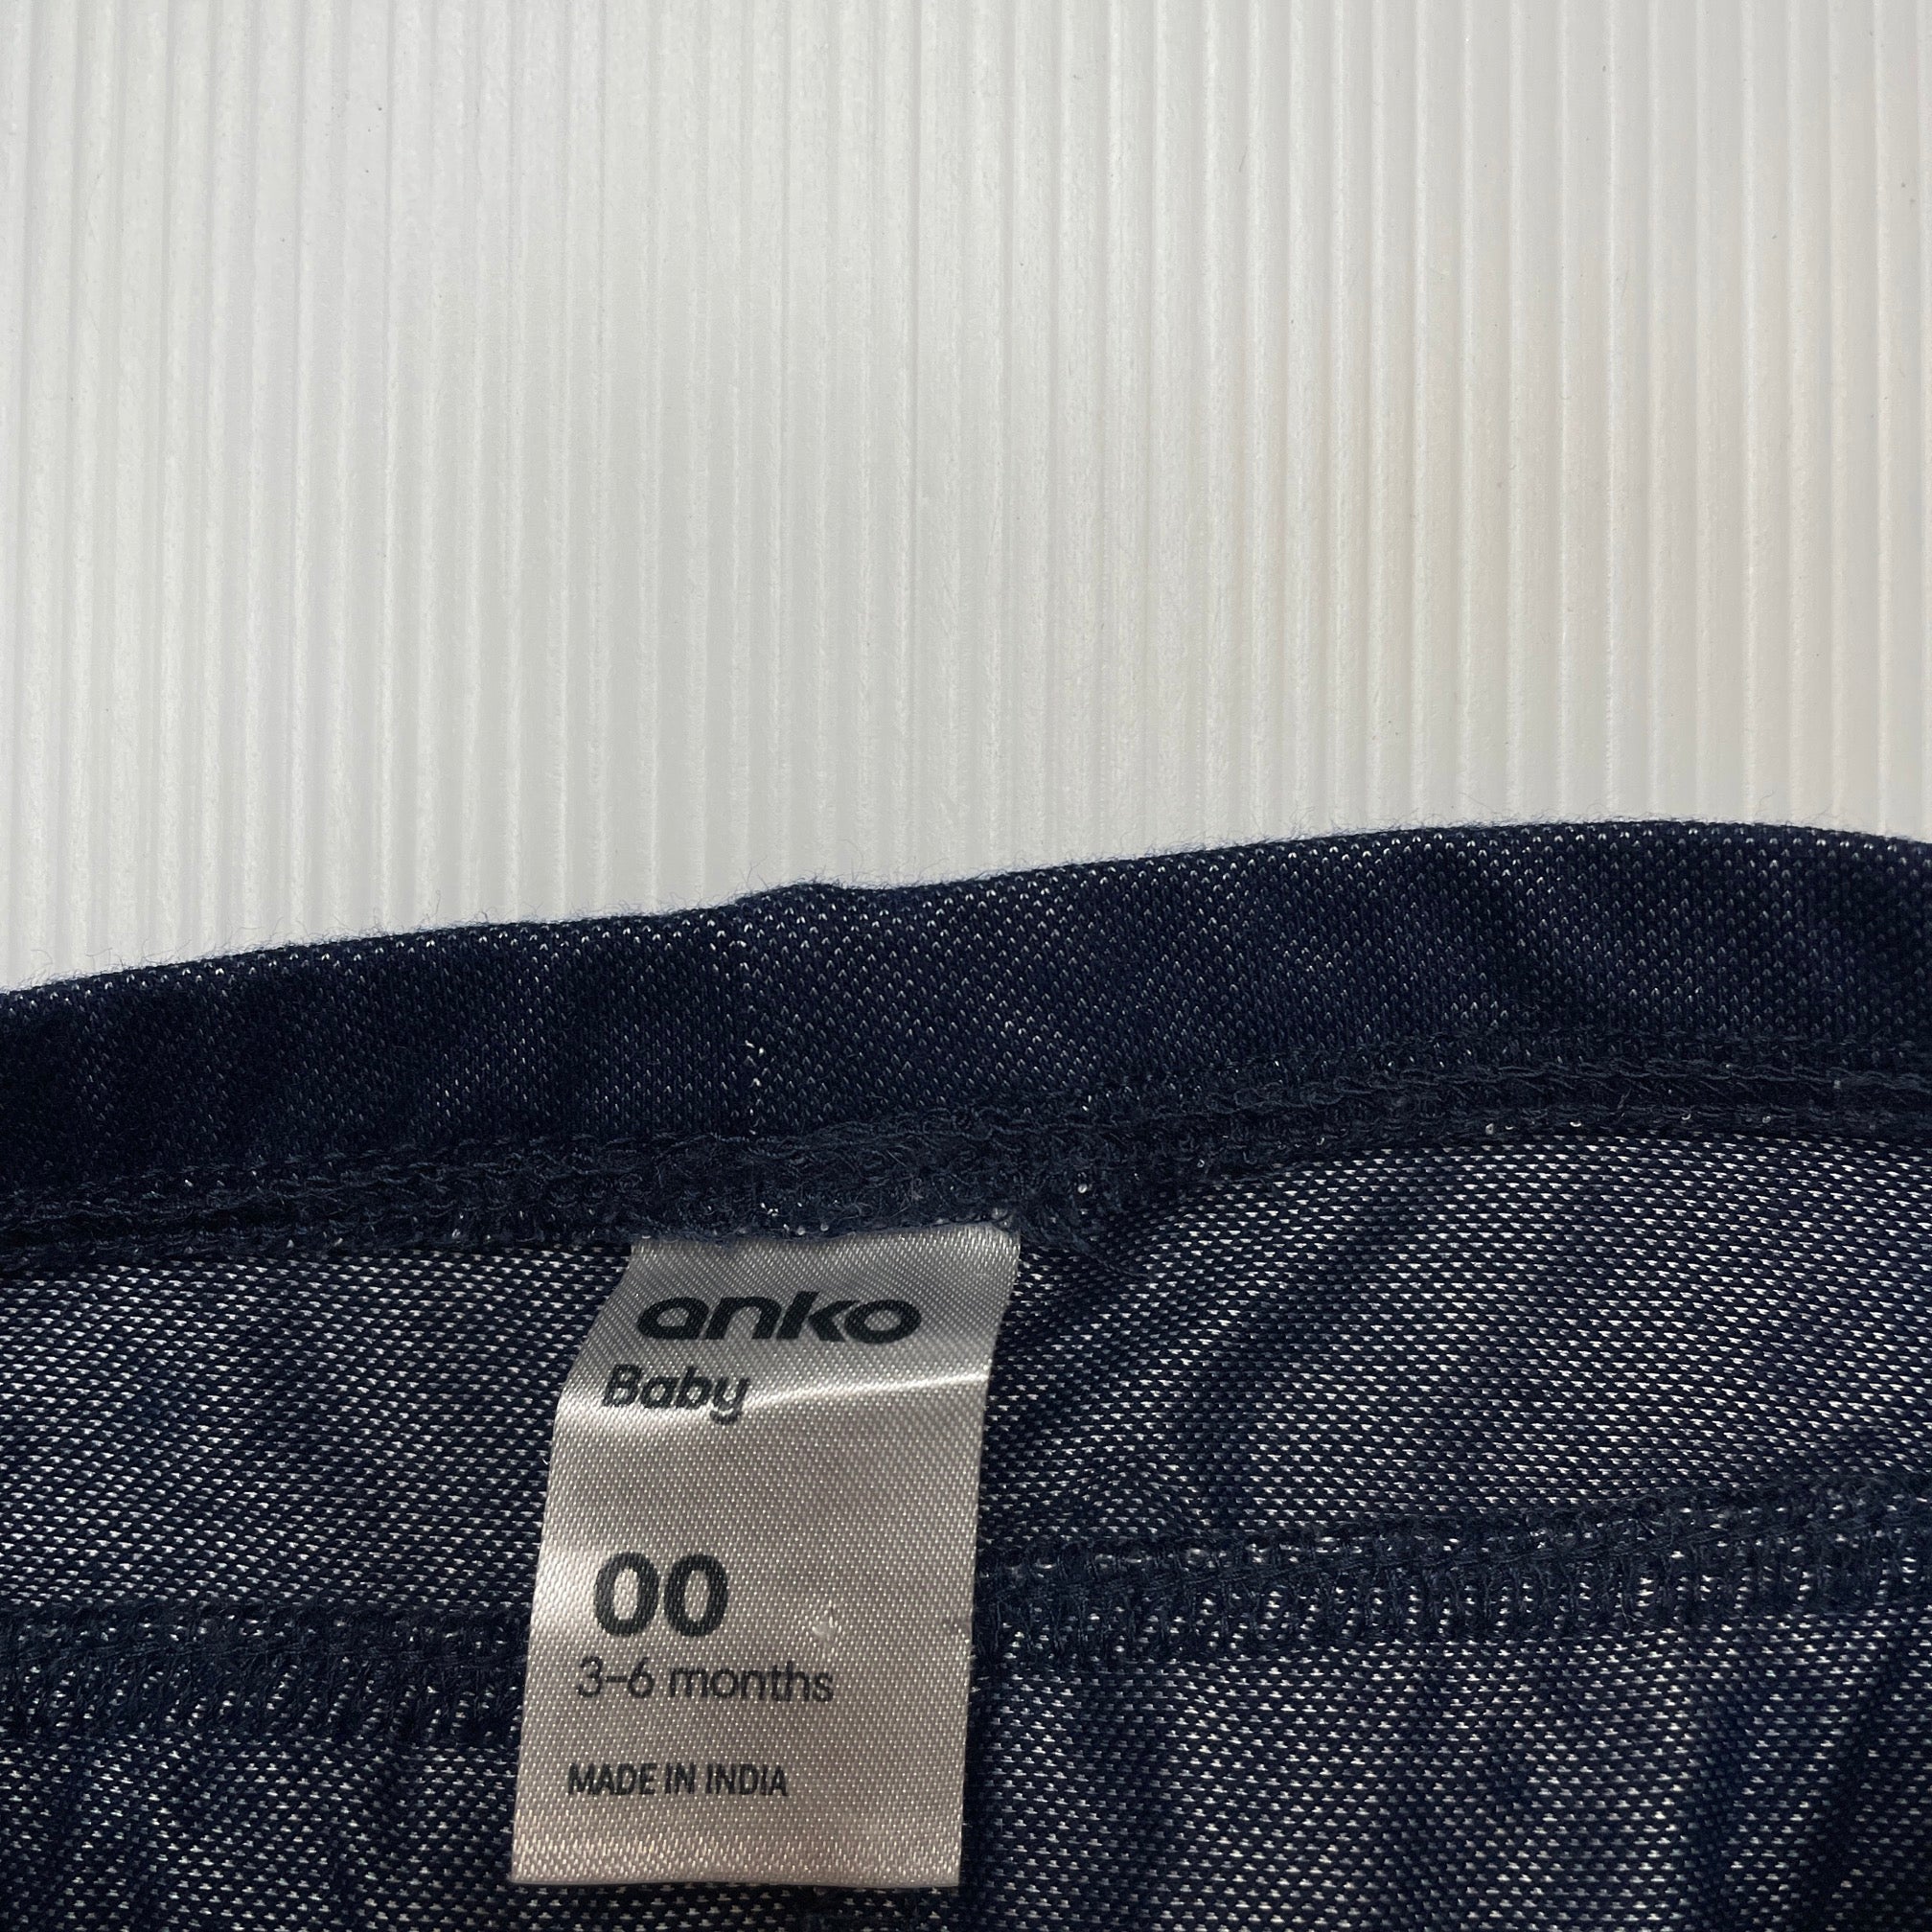 anko
Baby
00
3-6 months
MADE IN INDIA